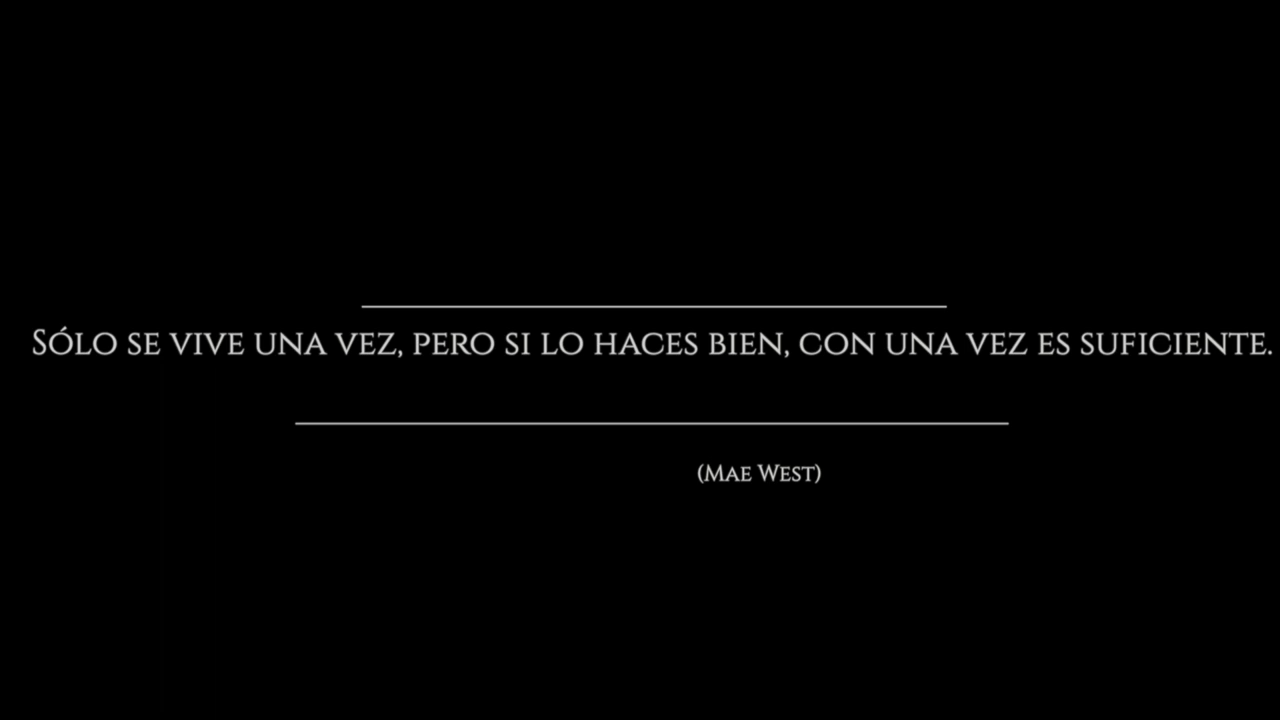 Sólo se vive una vez, pero si lo haces bien, con una vez es suficiente.
(Mae West)